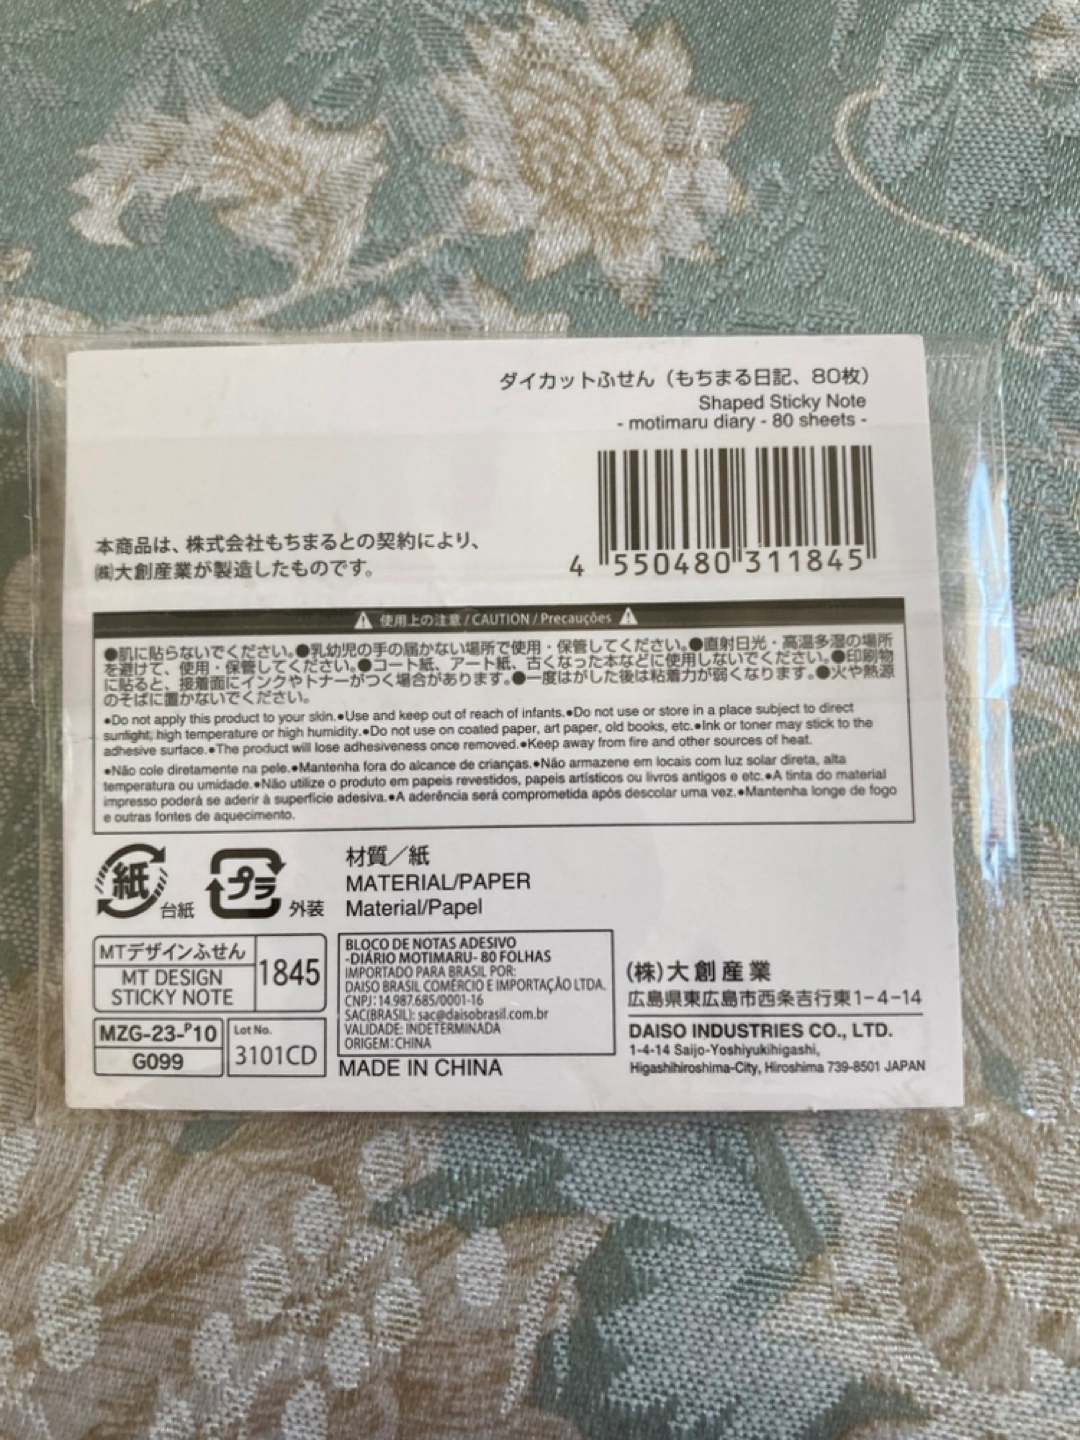 ダイカットふせん（もちまる日記、80枚）
Shaped Sticky Note
- motimaru diary - 80 sheets -
4 550480 311845
本商品は、株式会社もちまるとの契約により、
㈱大創産業が製造したものです。
⚠ 使用上の注意 / CAUTION / Precauções ⚠
●肌に貼らないでください。●乳幼児の手の届かない場所で使用・保管してください。●直射日光・高温多湿の場所
を避けて、使用・保管してください。●コート紙、アート紙、古くなった本などに使用しないでください。●印刷物
に貼ると、接着面にインクやトナーがつく場合があります。●一度はがした後は粘着力が弱くなります。●火や熱源
のそばに置かないでください。
●Do not apply this product to your skin.●Use and keep out of reach of infants.●Do not use or store in a place subject to direct
sunlight, high temperature or high humidity.●Do not use on coated paper, art paper, old books, etc.●Ink or toner may stick to the
adhesive surface.●The product will lose adhesiveness once removed.●Keep away from fire and other sources of heat.
●Não cole diretamente na pele.●Mantenha fora do alcance de crianças.●Não armazene em locais com luz solar direta, alta
temperatura ou umidade.●Não utilize o produto em papeis revestidos, papeis artísticos ou livros antigos e etc.●A tinta do material
impresso poderá se aderir à superfície adesiva.●A aderência será comprometida após descolar uma vez.●Mantenha longe de fogo
e outras fontes de aquecimento.
紙 台紙
プラ 外装
材質／紙
MATERIAL/PAPER
Material/Papel
MTデザインふせん
MT DESIGN
STICKY NOTE
1845
MZG-23-P10
G099
Lot No.
3101CD
BLOCO DE NOTAS ADESIVO
-DIÁRIO MOTIMARU- 80 FOLHAS
IMPORTADO PARA BRASIL POR:
DAISO BRASIL COMÉRCIO E IMPORTAÇÃO LTDA.
CNPJ:14.987.685/0001-16
SAC(BRASIL): sac@daisobrasil.com.br
VALIDADE: INDETERMINADA
ORIGEM:CHINA
MADE IN CHINA
(株)大創産業
広島県東広島市西条吉行東1-4-14
DAISO INDUSTRIES CO., LTD.
1-4-14 Saijo-Yoshiyukihigashi,
Higashihiroshima-City, Hiroshima 739-8501 JAPAN